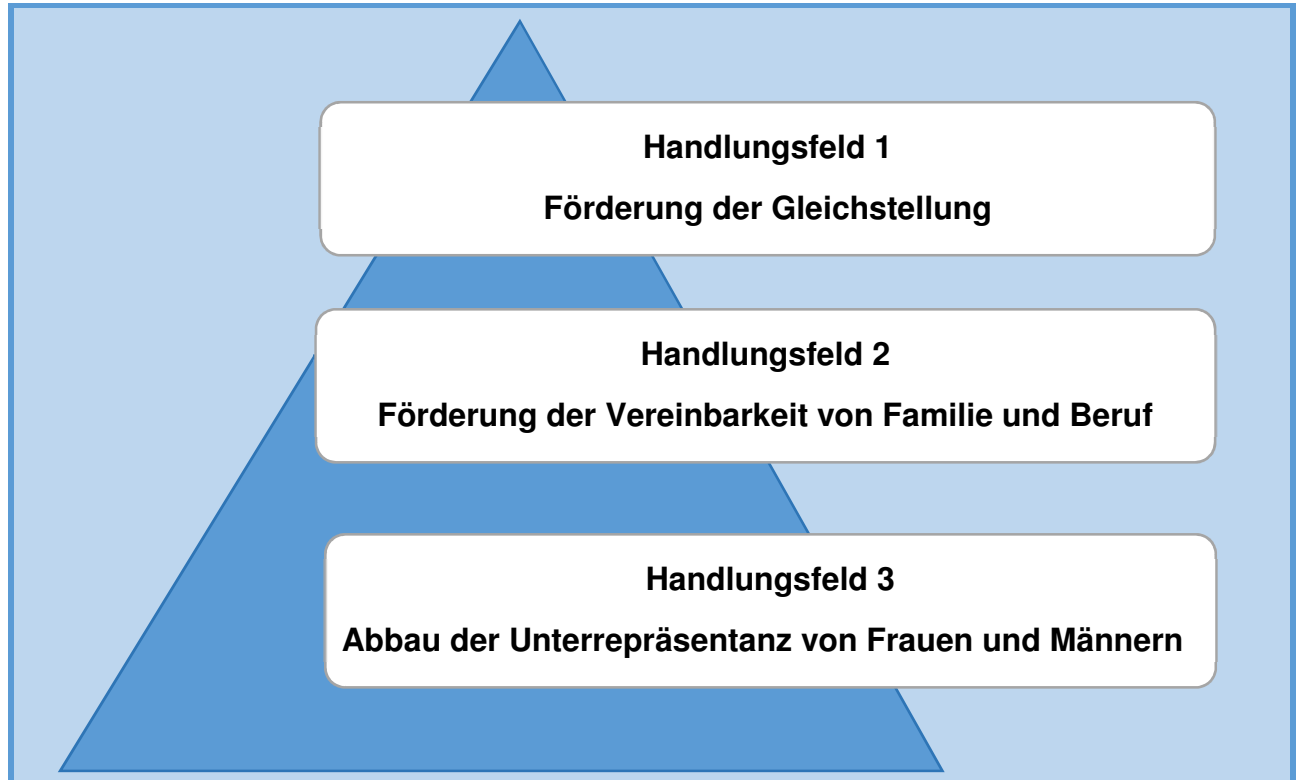 Handlungsfeld 1
Förderung der Gleichstellung
Handlungsfeld 2
Förderung der Vereinbarkeit von Familie und Beruf
Handlungsfeld 3
Abbau der Unterrepräsentanz von Frauen und Männern